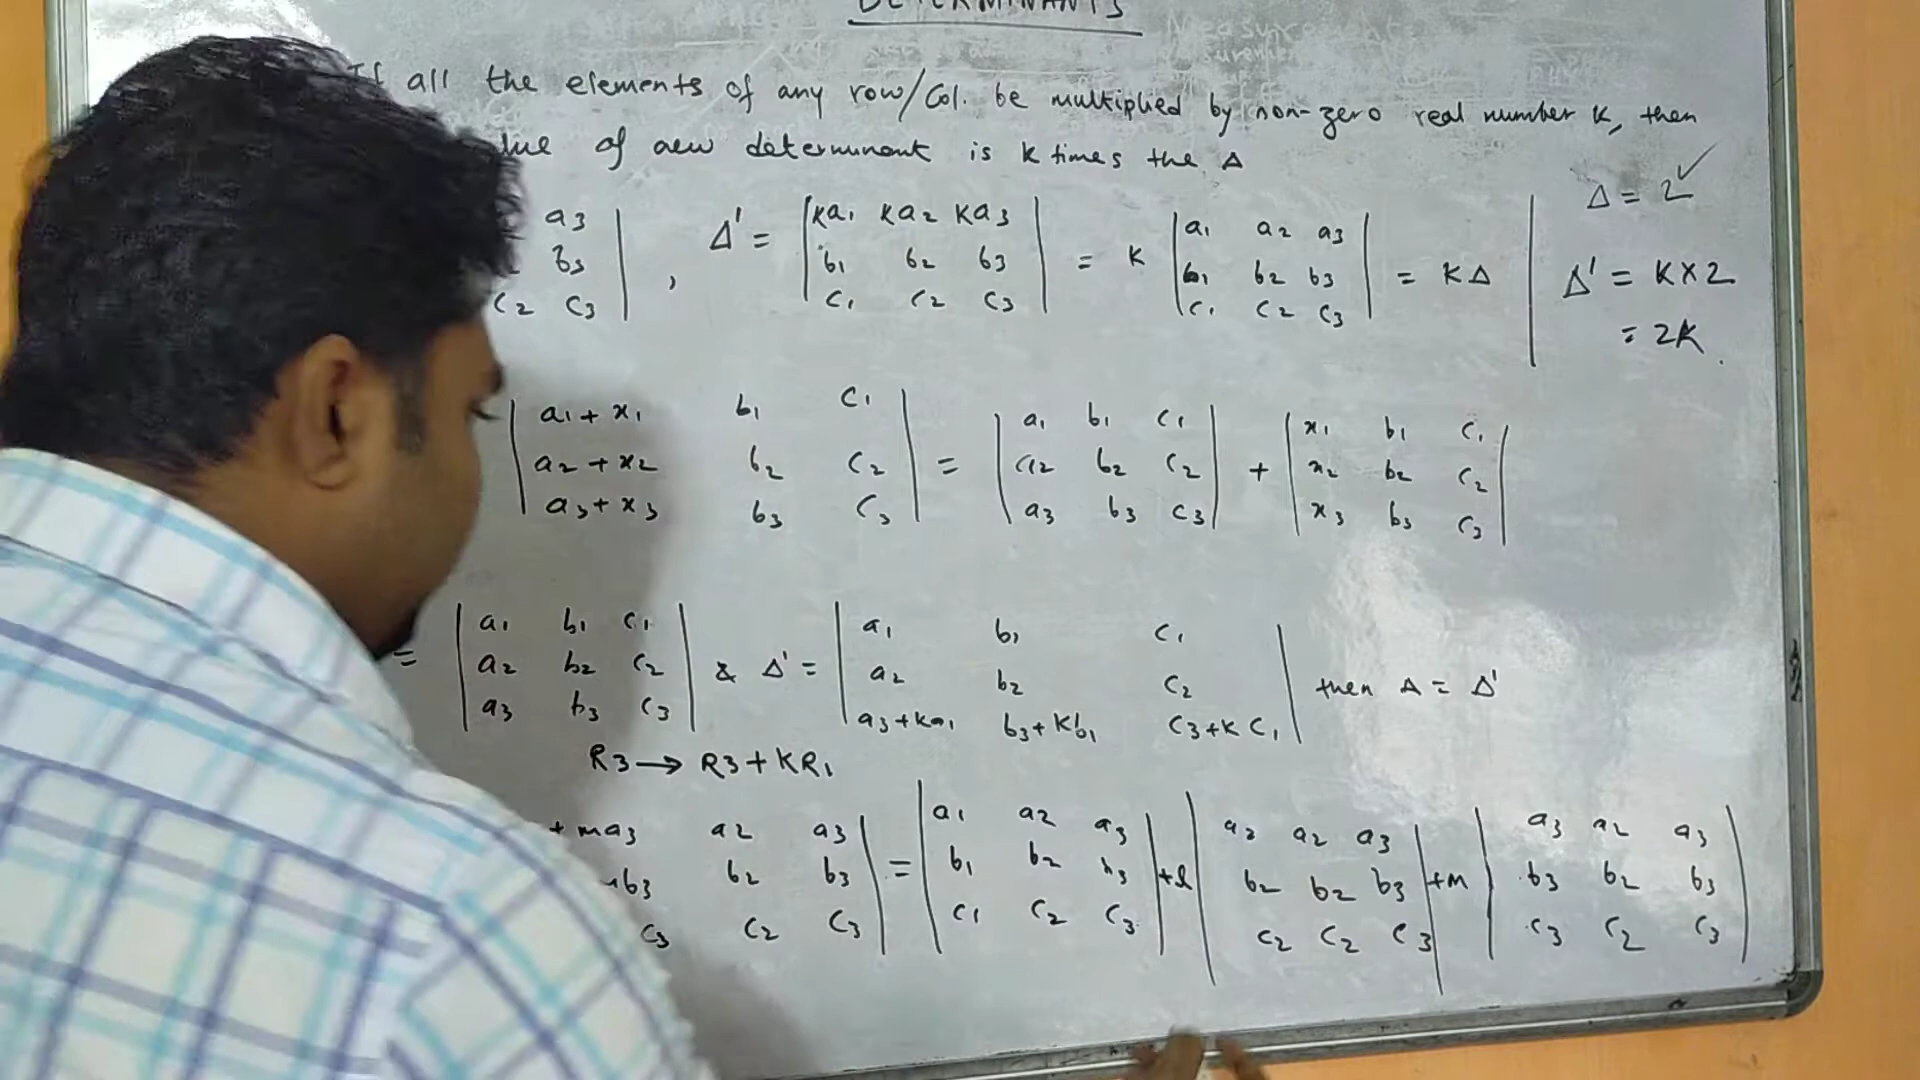 DETERMINANTS
If all the elements of any row/Col. be multiplied by non-zero real number K, then
of new determinant is K times the Δ
a3 | , Δ' = | Ka1 Ka2 Ka3 | = K | a1 a2 a3 | = KΔ | Δ = 2 ✓
b3 | b1 b2 b3 | b1 b2 b3 | Δ' = K×2
c2 c3 | c1 c2 c3 | c1 c2 c3 | = 2K.
| a1+x1 b1 c1 | = | a1 b1 c1 | + | x1 b1 c1 |
| a2+x2 b2 c2 | | a2 b2 c2 | | x2 b2 c2 |
| a3+x3 b3 c3 | | a3 b3 c3 | | x3 b3 c3 |
= | a1 b1 c1 | & Δ' = | a1 b1 c1 | then Δ = Δ'
| a2 b2 c2 | | a2 b2 c2 |
| a3 b3 c3 | | a3+ka1 b3+Kb1 c3+K c1 |
R3 → R3+KR1
+ ma3 a2 a3 | = | a1 a2 a3 | +l | a2 a2 a3 | +m | a3 a2 a3 |
b3 b2 b3 | | b1 b2 b3 | | b2 b2 b3 | | b3 b2 b3 |
c3 c2 c3 | | c1 c2 c3 | | c2 c2 c3 | | c3 c2 c3 |